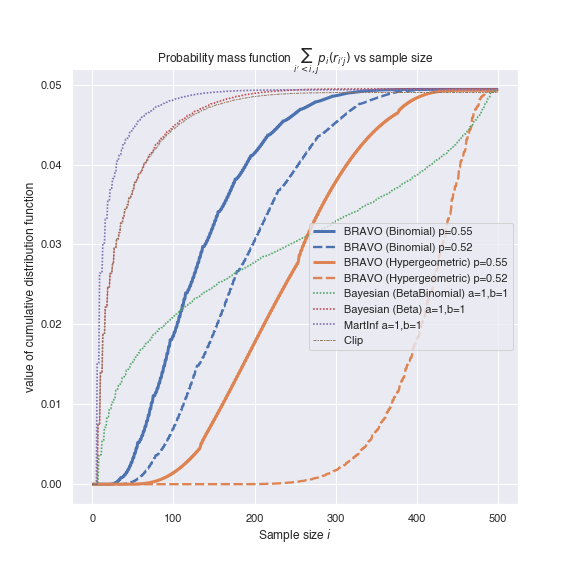 Probability mass function ∑ pᵢ(rᵢ′ⱼ) vs sample size
i′<i,j
0.05
0.04
0.03
0.02
0.01
0.00
value of cumulative distribution function
BRAVO (Binomial) p=0.55
BRAVO (Binomial) p=0.52
BRAVO (Hypergeometric) p=0.55
BRAVO (Hypergeometric) p=0.52
Bayesian (BetaBinomial) a=1,b=1
Bayesian (Beta) a=1,b=1
MartInf a=1,b=1
Clip
0 100 200 300 400 500
Sample size i